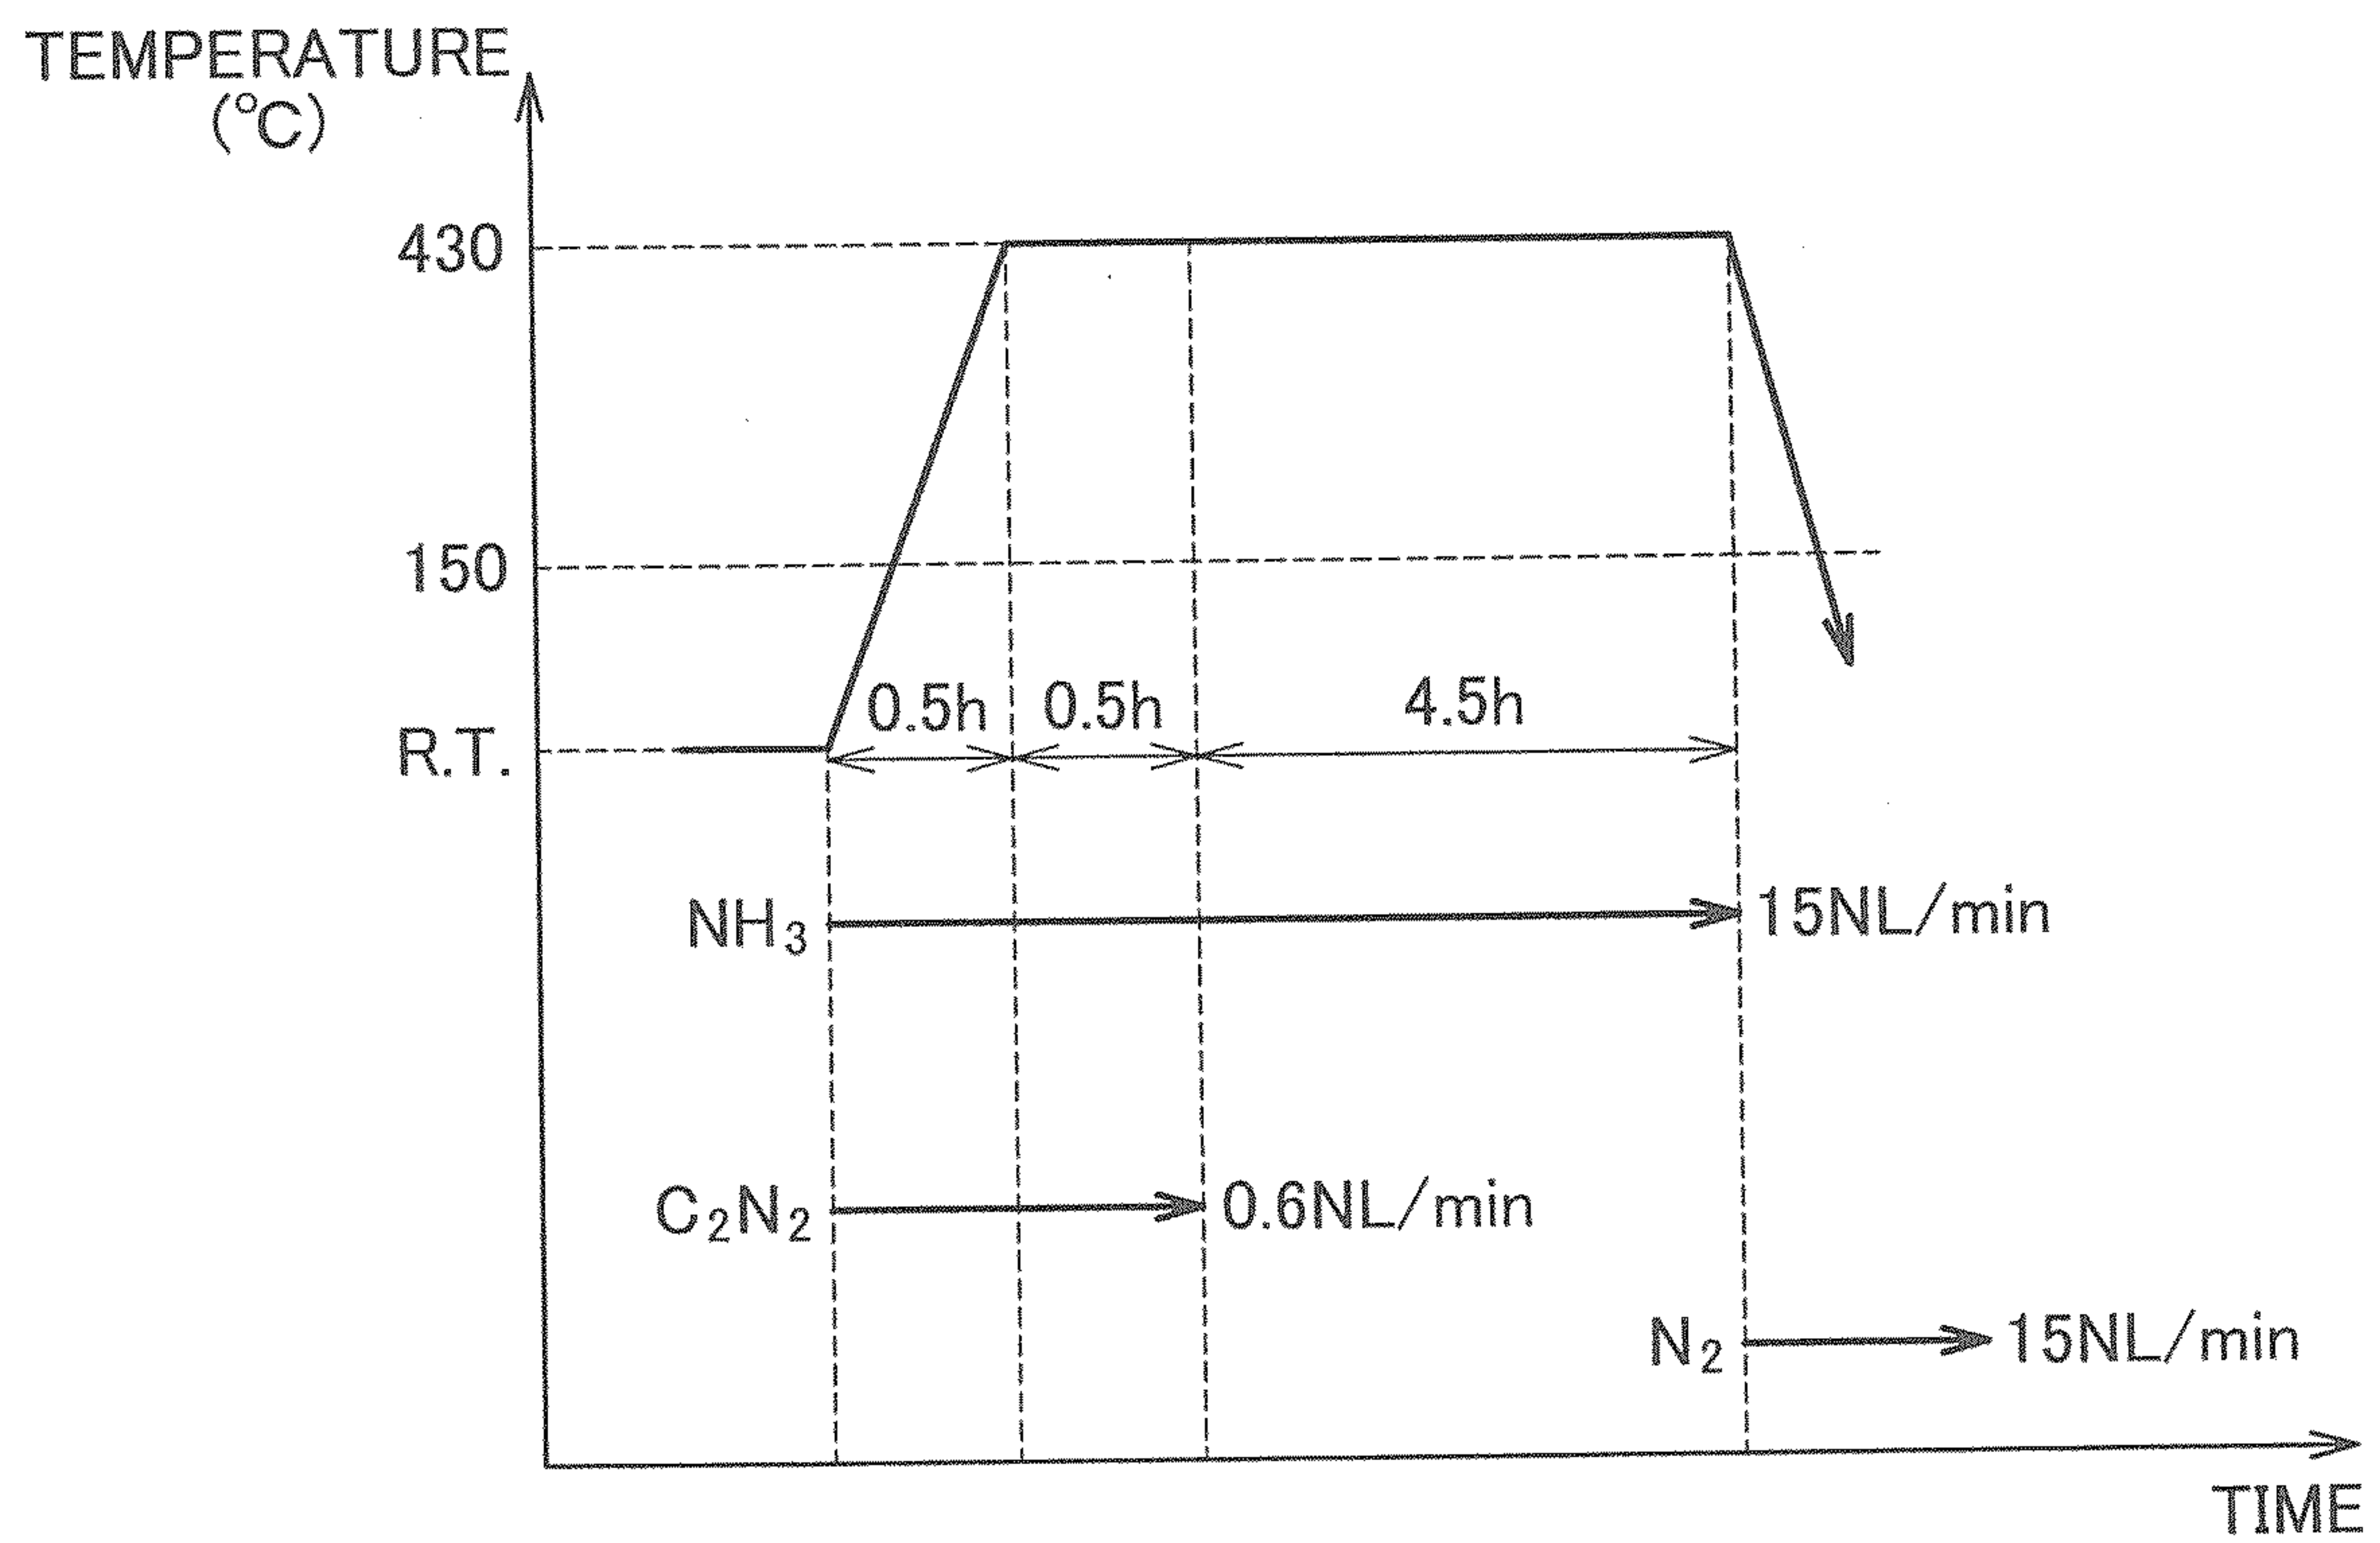 TEMPERATURE
(°C)
430
150
R.T.
0.5h 0.5h 4.5h
NH₃ 15NL/min
C₂N₂ 0.6NL/min
N₂ 15NL/min
TIME